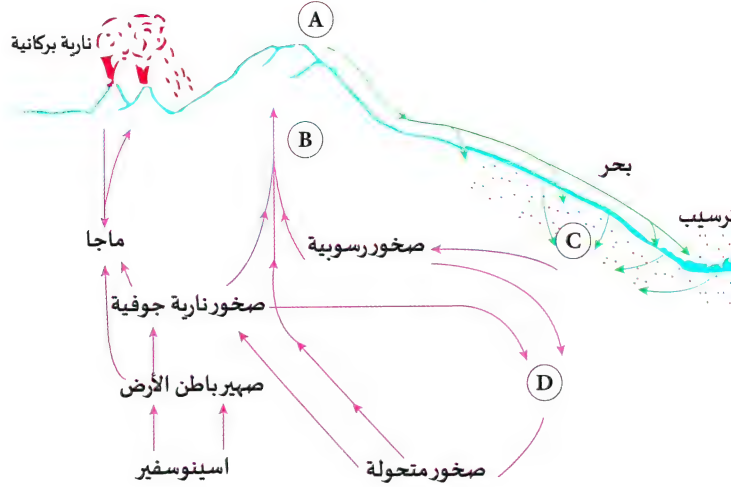 A
نارية بركانية
B
بحر
ترسيب
ماجا
صخور رسوبية
C
صخور نارية جوفية
D
صهير باطن الأرض
اسينوسفير
صخور متحولة